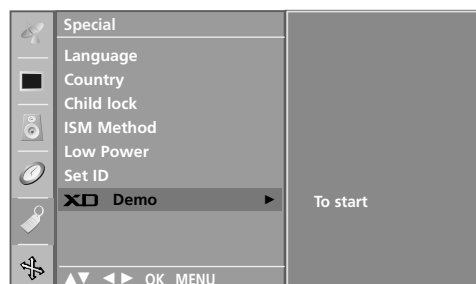 Special
Language
Country
Child lock
ISM Method
Low Power
Set ID
XD Demo ► To start
▲▼ ◄► OK MENU